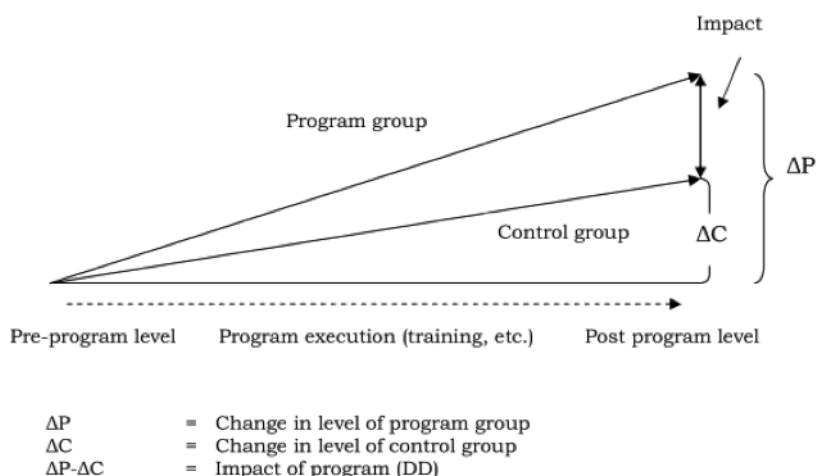 Impact
Program group
ΔP
Control group
ΔC
Pre-program level Program execution (training, etc.) Post program level
ΔP = Change in level of program group
ΔC = Change in level of control group
ΔP-ΔC = Impact of program (DD)